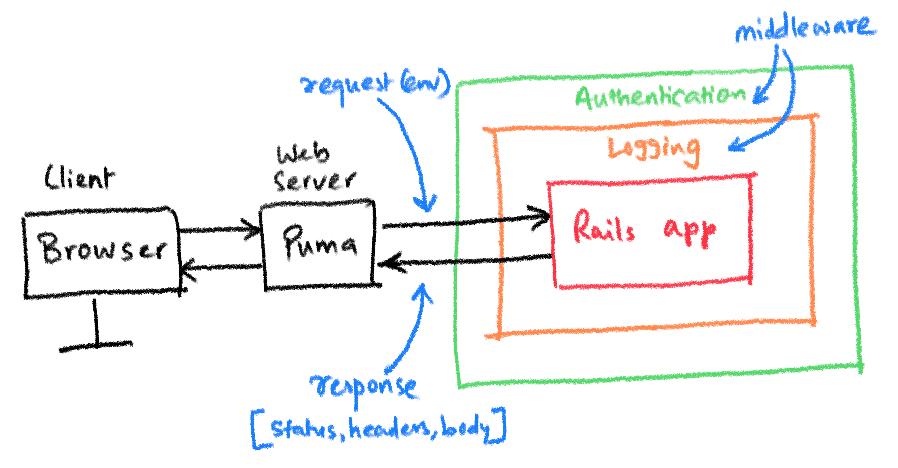 middleware
request (env)
Authentication
Logging
Web
Server
Client
Browser
Puma
Rails app
response
[status, headers, body]